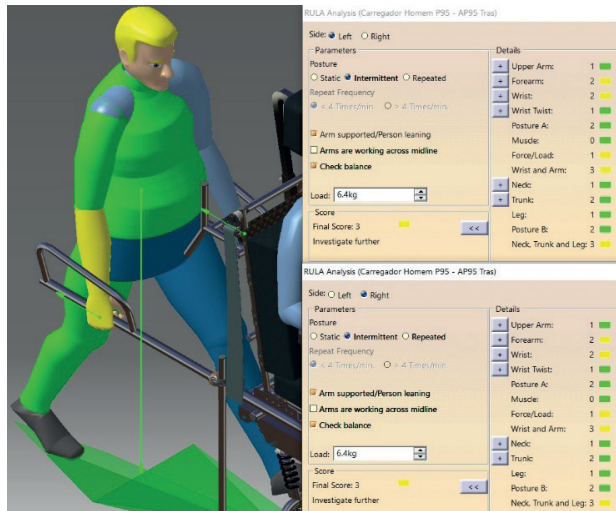 RULA Analysis (Carregador Homem P95 - AP95 Tras)
Side: Left Right
Parameters
Posture
Static Intermittent Repeated
Repeat Frequency
< 4 Times/min. > 4 Times/min.
Arm supported/Person leaning
Arms are working across midline
Check balance
Load: 6.4kg
Score
Final Score: 3
Investigate further
<<
Details
+ Upper Arm: 1
+ Forearm: 2
+ Wrist: 2
+ Wrist Twist: 1
Posture A: 2
Muscle: 0
Force/Load: 1
Wrist and Arm: 3
+ Neck: 1
+ Trunk: 2
Leg: 1
Posture B: 2
Neck, Trunk and Leg: 3
RULA Analysis (Carregador Homem P95 - AP95 Tras)
Side: Left Right
Parameters
Posture
Static Intermittent Repeated
Repeat Frequency
< 4 Times/min. > 4 Times/min.
Arm supported/Person leaning
Arms are working across midline
Check balance
Load: 6.4kg
Score
Final Score: 3
Investigate further
<<
Details
+ Upper Arm: 1
+ Forearm: 2
+ Wrist: 2
+ Wrist Twist: 1
Posture A: 2
Muscle: 0
Force/Load: 1
Wrist and Arm: 3
+ Neck: 1
+ Trunk: 2
Leg: 1
Posture B: 2
Neck, Trunk and Leg: 3